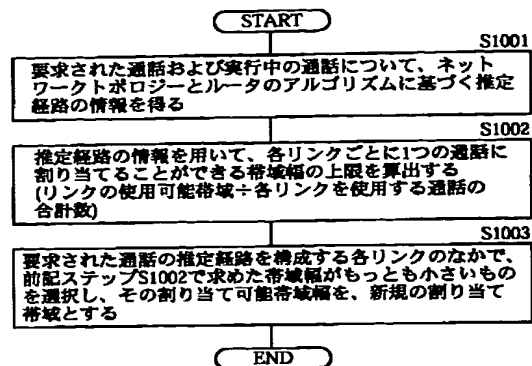 START
S1001
要求された通話および実行中の通話について、ネット
ワークトポロジーとルータのアルゴリズムに基づく推定
経路の情報を得る
S1002
推定経路の情報を用いて、各リンクごとに1つの通話に
割り当てることができる帯域幅の上限を算出する
(リンクの使用可能帯域÷各リンクを使用する通話の
合計数)
S1003
要求された通話の推定経路を構成する各リンクのなかで、
前記ステップS1002で求めた帯域幅がもっとも小さいもの
を選択し、その割り当て可能帯域幅を、新規の割り当て
帯域とする
END